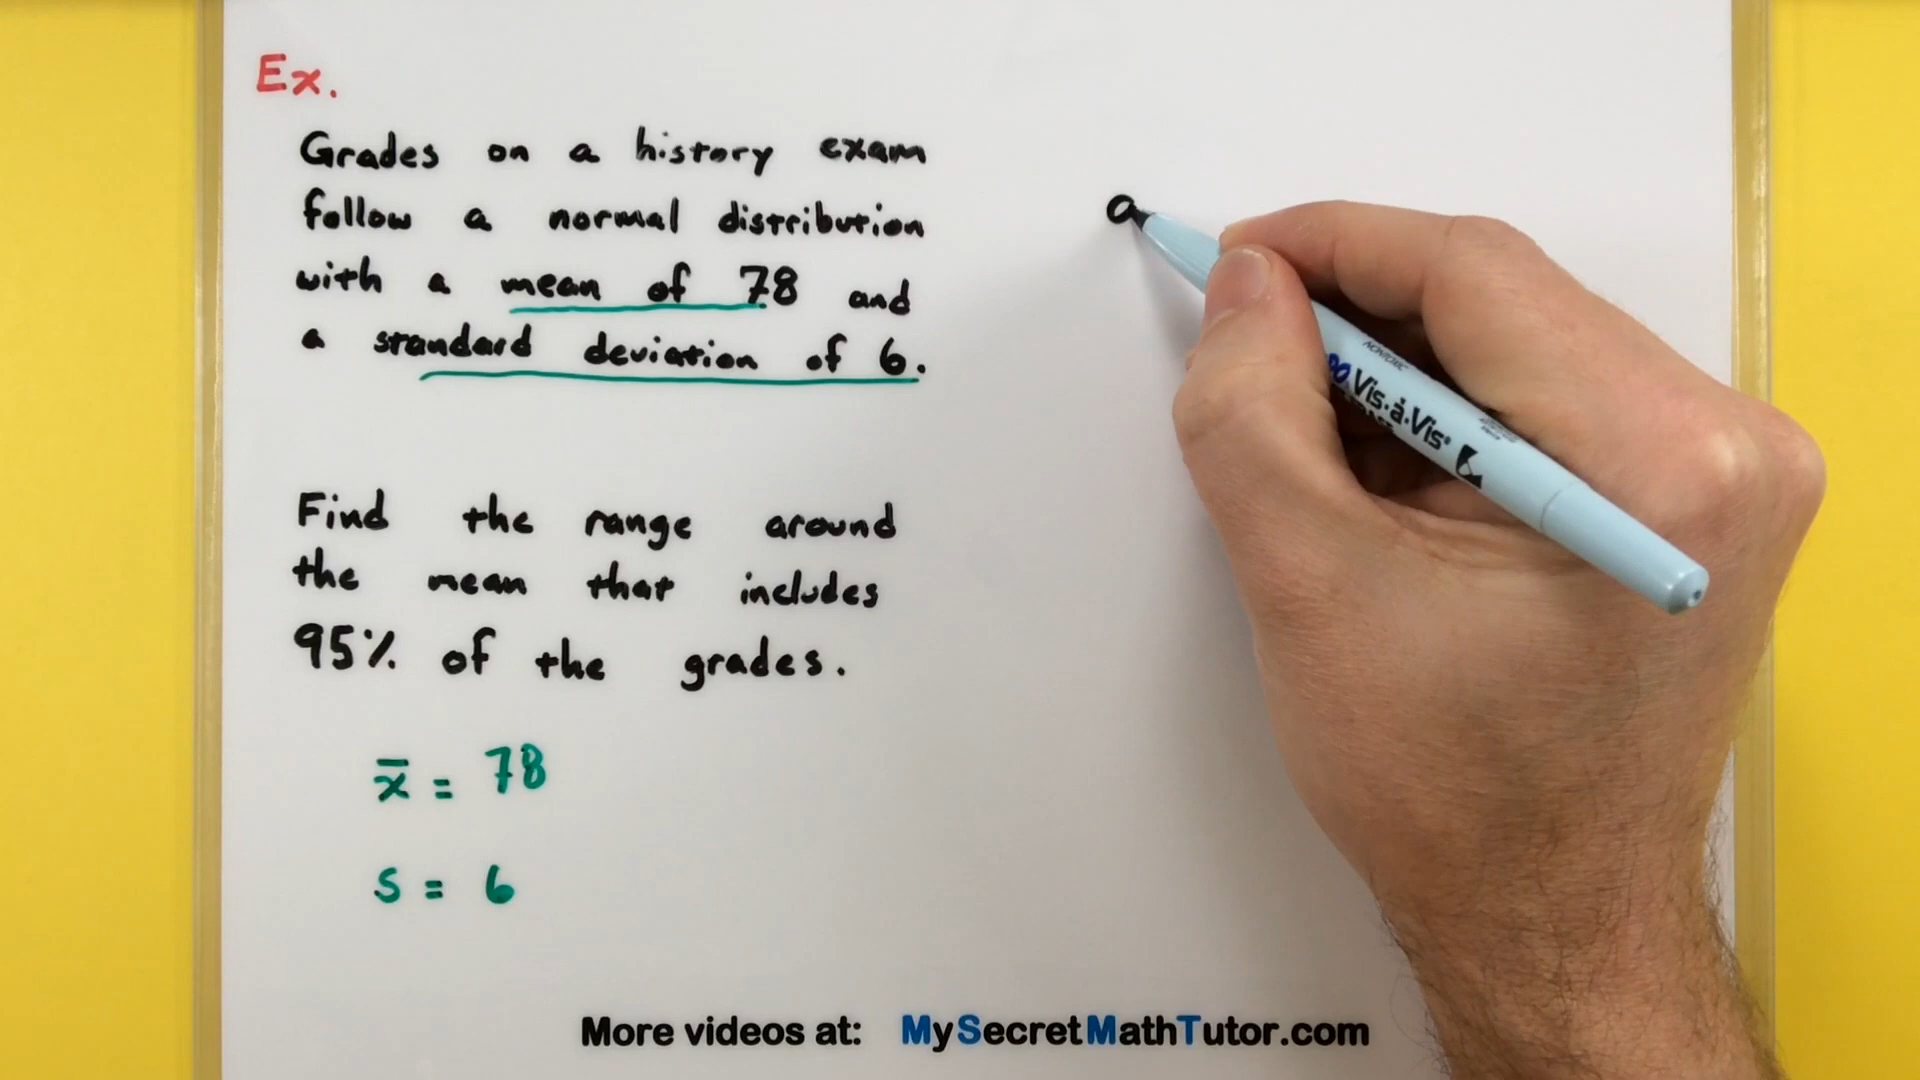 Ex.
Grades on a history exam
follow a normal distribution
with a mean of 78 and
a standard deviation of 6.
Find the range around
the mean that includes
95% of the grades.
x̄ = 78
s = 6
a
Vis·à·Vis
More videos at: MySecretMathTutor.com